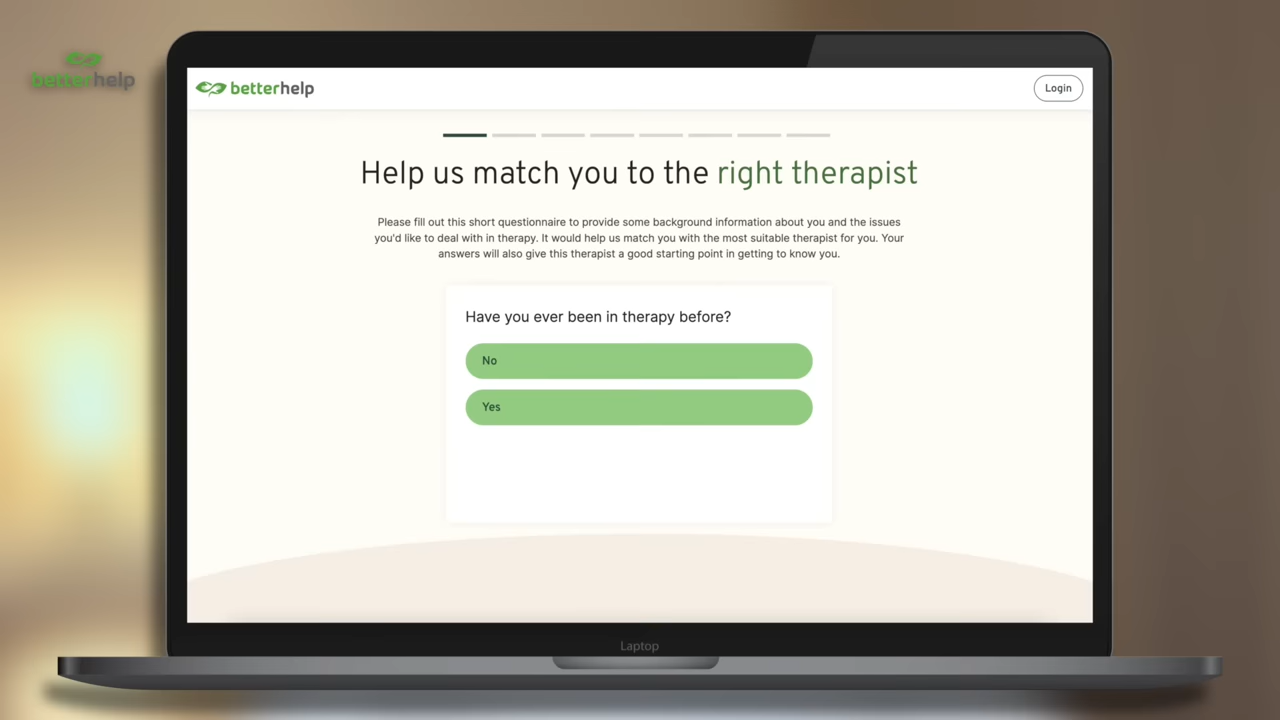 betterhelp
betterhelp
Login
Help us match you to the right therapist
Please fill out this short questionnaire to provide some background information about you and the issues
you'd like to deal with in therapy. It would help us match you with the most suitable therapist for you. Your
answers will also give this therapist a good starting point in getting to know you.
Have you ever been in therapy before?
No
Yes
Laptop